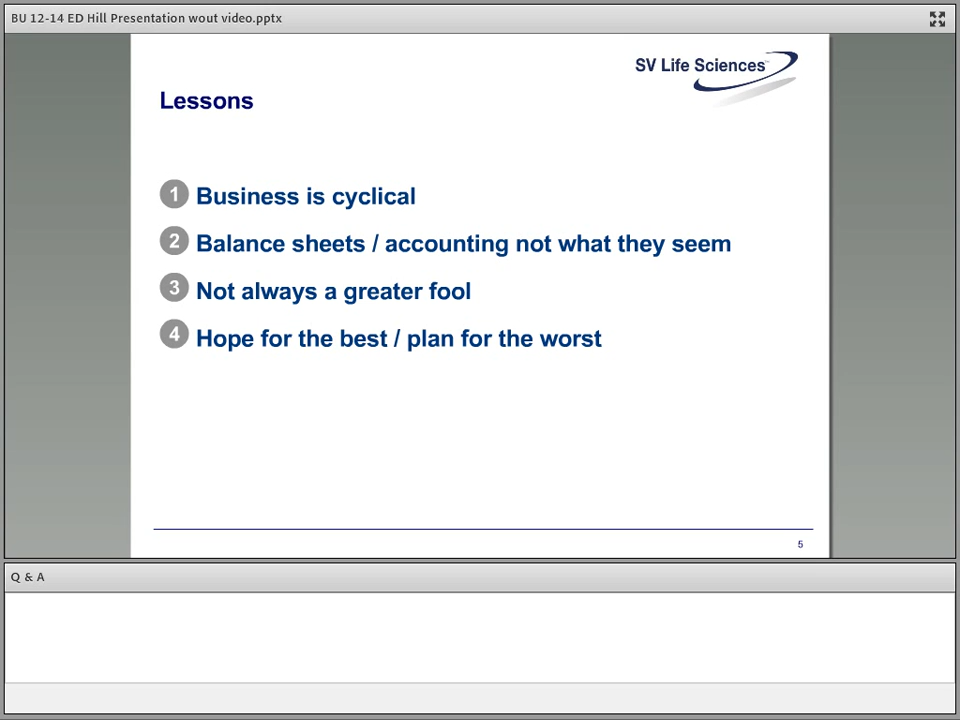 BU 12-14 ED Hill Presentation wout video.pptx
SV Life Sciences™
Lessons
1 Business is cyclical
2 Balance sheets / accounting not what they seem
3 Not always a greater fool
4 Hope for the best / plan for the worst
5
Q & A